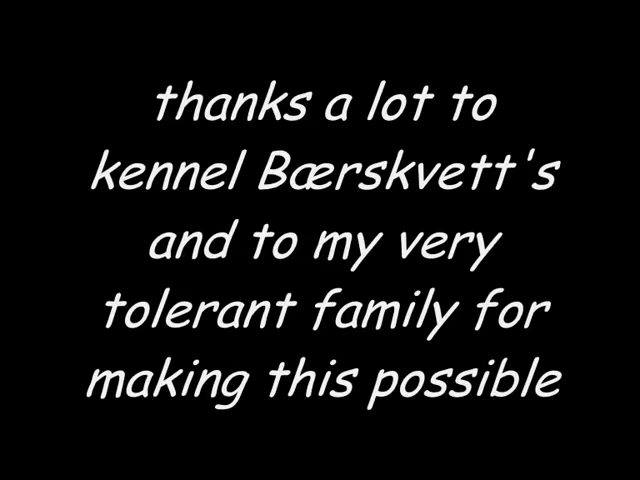 thanks a lot to
kennel Bærskvett's
and to my very
tolerant family for
making this possible